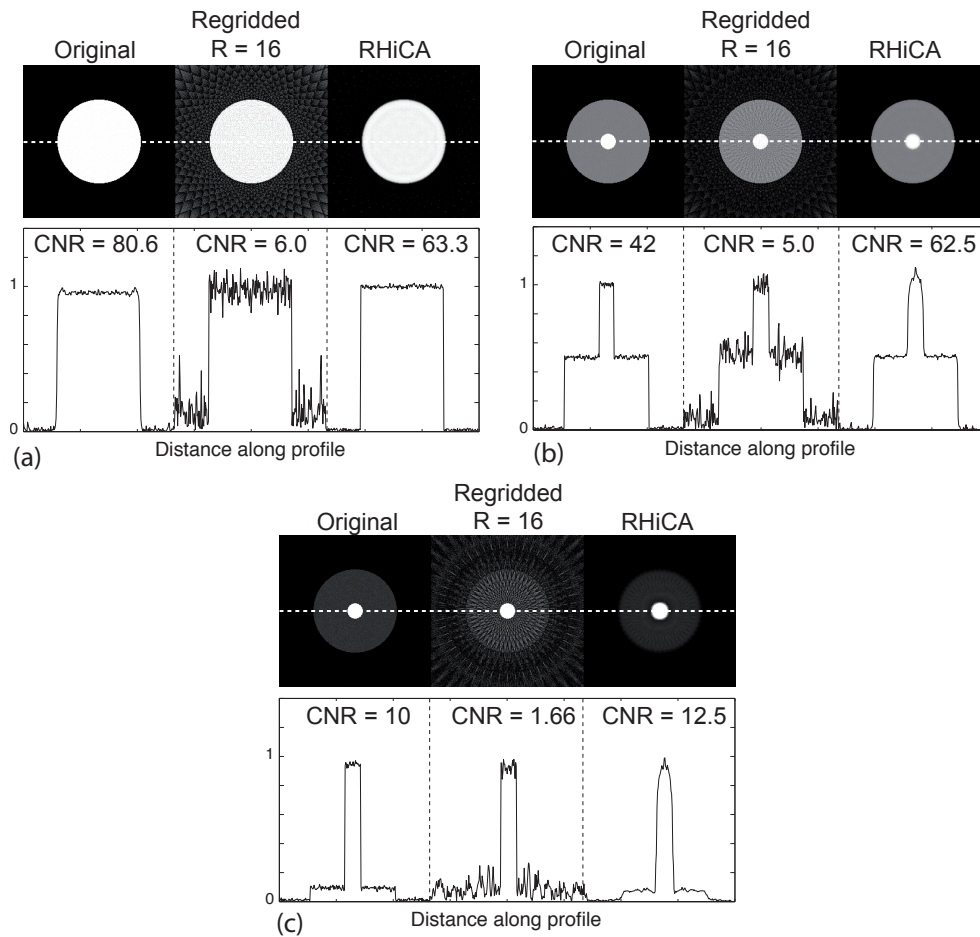 Regridded
Original R = 16 RHiCA
CNR = 80.6 CNR = 6.0 CNR = 63.3
1
0
Distance along profile
(a)
Regridded
Original R = 16 RHiCA
CNR = 42 CNR = 5.0 CNR = 62.5
1
0
Distance along profile
(b)
Regridded
Original R = 16 RHiCA
CNR = 10 CNR = 1.66 CNR = 12.5
1
0
Distance along profile
(c)